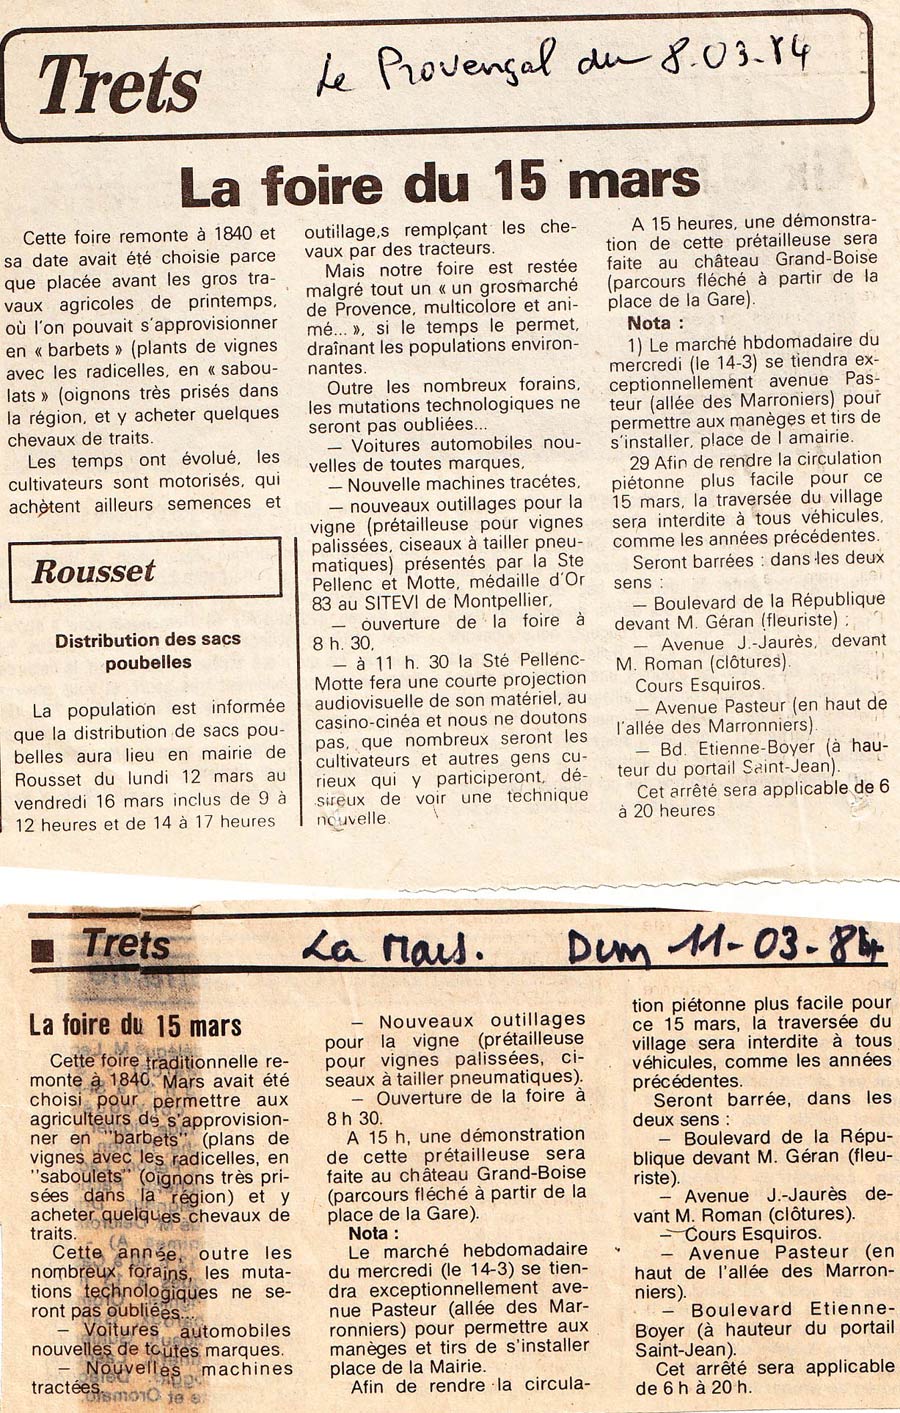 Trets
Le Provençal du 8.03.84
La foire du 15 mars
Cette foire remonte à 1840 et
sa date avait été choisie parce
que placée avant les gros tra-
vaux agricoles de printemps,
où l'on pouvait s'approvisionner
en « barbets » (plants de vignes
avec les radicelles, en « sabou-
lats » (oignons très prisés dans
la région, et y acheter quelques
chevaux de traits.
Les temps ont évolué, les
cultivateurs sont motorisés, qui
achètent ailleurs semences et
outillage,s remplçant les che-
vaux par des tracteurs.
Mais notre foire est restée
malgré tout un « un grosmarché
de Provence, multicolore et ani-
mé... », si le temps le permet,
draînant les populations environ-
nantes.
Outre les nombreux forains,
les mutations technologiques ne
seront pas oubliées...
— Voitures automobiles nou-
velles de toutes marques,
— Nouvelle machines tracétes,
— nouveaux outillages pour la
vigne (prétailleuse pour vignes
palissées, ciseaux à tailler pneu-
matiques) présentés par la Ste
Pellenc et Motte, médaille d'Or
83 au SITEVI de Montpellier,
— ouverture de la foire à
8 h. 30,
— à 11 h. 30 la Sté Pellenc-
Motte fera une courte projection
audiovisuelle de son matériel, au
casino-cinéa et nous ne doutons
pas, que nombreux seront les
cultivateurs et autres gens cu-
rieux qui y participeront, dé-
sireux de voir une technique
nouvelle.
A 15 heures, une démonstra-
tion de cette prétailleuse sera
faite au château Grand-Boise
(parcours fléché à partir de la
place de la Gare).
Nota :
1) Le marché hbdomadaire du
mercredi (le 14-3) se tiendra ex-
ceptionnellement avenue Pas-
teur (allée des Marroniers) pour
permettre aux manèges et tirs de
s'installer, place de l amairie.
29 Afin de rendre la circulation
piétonne plus facile pour ce
15 mars, la traversée du village
sera interdite à tous véhicules,
comme les années précédentes.
Seront barrées : dans les deux
sens :
— Boulevard de la République
devant M. Géran (fleuriste) ;
— Avenue J.-Jaurès, devant
M. Roman (clôtures).
Cours Esquiros.
— Avenue Pasteur (en haut de
l'allée des Marronniers).
— Bd. Etienne-Boyer (à hau-
teur du portail Saint-Jean).
Cet arrêté sera applicable de 6
à 20 heures
Rousset
Distribution des sacs
poubelles
La population est informée
que la distribution de sacs pou-
belles aura lieu en mairie de
Rousset du lundi 12 mars au
vendredi 16 mars inclus de 9 à
12 heures et de 14 à 17 heures
Trets
La Mars. Dim 11-03-84
La foire du 15 mars
Cette foire traditionnelle re-
monte à 1840. Mars avait été
choisi pour permettre aux
agriculteurs de s'approvision-
ner en "barbets" (plans de
vignes avec les radicelles, en
"saboulets" (oignons très pri-
sées dans la région) et y
acheter quelques chevaux de
traits.
Cette année, outre les
nombreux forains, les muta-
tions technologiques ne se-
ront pas oubliées...
— Voitures automobiles
nouvelles de toutes marques.
— Nouvelles machines
tractées.
— Nouveaux outillages
pour la vigne (prétailleuse
pour vignes palissées, ci-
seaux à tailler pneumatiques).
— Ouverture de la foire à
8 h 30.
A 15 h, une démonstration
de cette prétailleuse sera
faite au château Grand-Boise
(parcours fléché à partir de la
place de la Gare).
Nota :
Le marché hebdomadaire
du mercredi (le 14-3) se tien-
dra exceptionnellement ave-
nue Pasteur (allée des Mar-
ronniers) pour permettre aux
manèges et tirs de s'installer
place de la Mairie.
Afin de rendre la circula-
tion piétonne plus facile pour
ce 15 mars, la traversée du
village sera interdite à tous
véhicules, comme les années
précédentes.
Seront barrée, dans les
deux sens :
— Boulevard de la Répu-
blique devant M. Géran (fleu-
riste).
— Avenue J.-Jaurès de-
vant M. Roman (clôtures).
— Cours Esquiros.
— Avenue Pasteur (en
haut de l'allée des Marron-
niers).
— Boulevard Etienne-
Boyer (à hauteur du portail
Saint-Jean).
Cet arrêté sera applicable
de 6 h à 20 h.